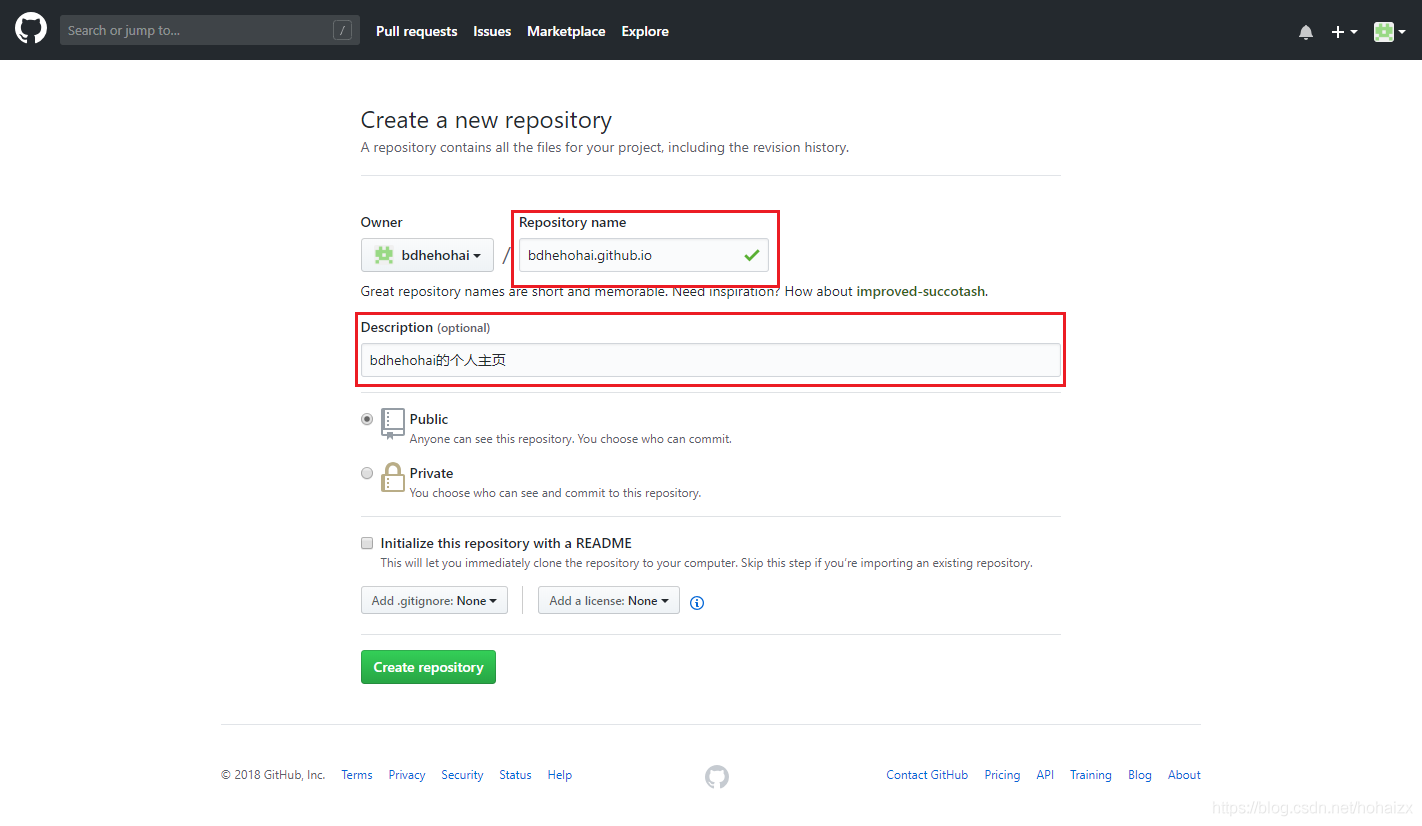 Search or jump to... /
Pull requests Issues Marketplace Explore
Create a new repository
A repository contains all the files for your project, including the revision history.
Owner
Repository name
bdhehohai / bdhehohai.github.io
Great repository names are short and memorable. Need inspiration? How about improved-succotash.
Description (optional)
bdhehohai的个人主页
Public
Anyone can see this repository. You choose who can commit.
Private
You choose who can see and commit to this repository.
Initialize this repository with a README
This will let you immediately clone the repository to your computer. Skip this step if you're importing an existing repository.
Add .gitignore: None Add a license: None
Create repository
© 2018 GitHub, Inc. Terms Privacy Security Status Help Contact GitHub Pricing API Training Blog About
https://blog.csdn.net/hohaizx